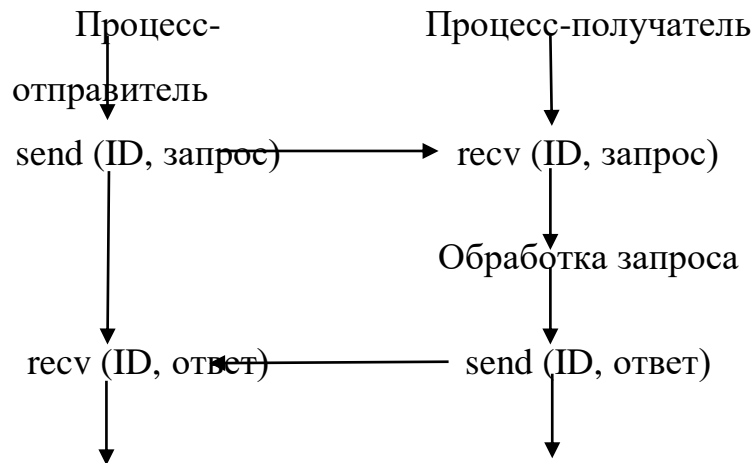 Процесс-
отправитель
Процесс-получатель
send (ID, запрос)
recv (ID, запрос)
Обработка запроса
recv (ID, ответ)
send (ID, ответ)